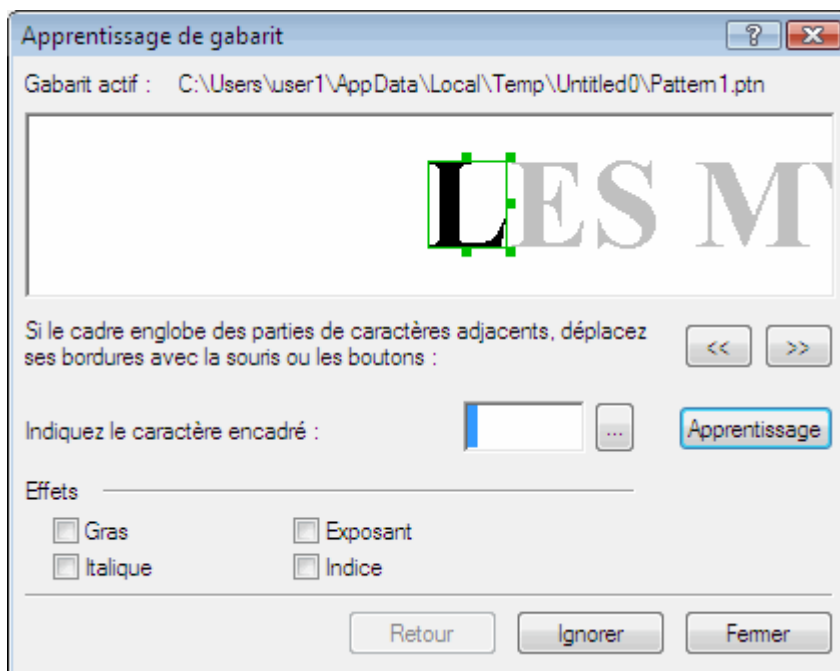 Apprentissage de gabarit
Gabarit actif : C:\Users\user1\AppData\Local\Temp\Untitled0\Pattern1.ptn
LES M
Si le cadre englobe des parties de caractères adjacents, déplacez
ses bordures avec la souris ou les boutons :
<< >>
Indiquez le caractère encadré : ... Apprentissage
Effets
Gras Exposant
Italique Indice
Retour Ignorer Fermer